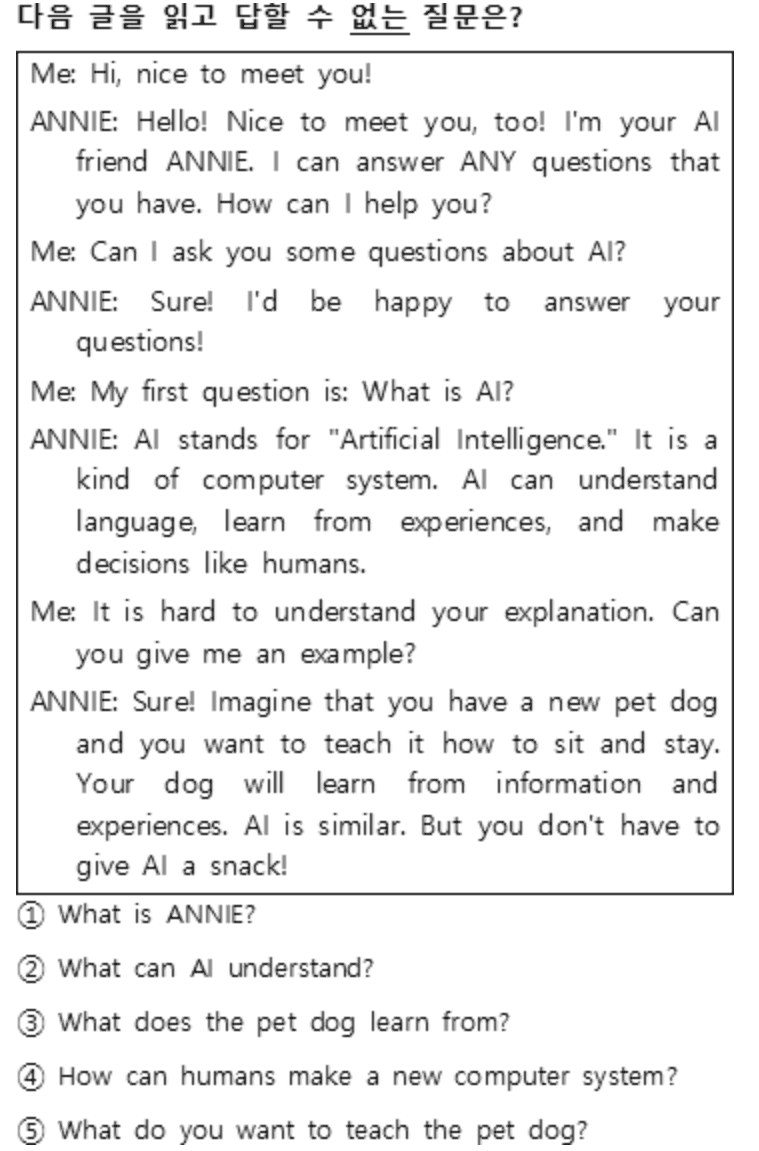 다음 글을 읽고 답할 수 없는 질문은?
Me: Hi, nice to meet you!
ANNIE: Hello! Nice to meet you, too! I'm your AI
friend ANNIE. I can answer ANY questions that
you have. How can I help you?
Me: Can I ask you some questions about AI?
ANNIE: Sure! I'd be happy to answer your
questions!
Me: My first question is: What is AI?
ANNIE: AI stands for "Artificial Intelligence." It is a
kind of computer system. AI can understand
language, learn from experiences, and make
decisions like humans.
Me: It is hard to understand your explanation. Can
you give me an example?
ANNIE: Sure! Imagine that you have a new pet dog
and you want to teach it how to sit and stay.
Your dog will learn from information and
experiences. AI is similar. But you don't have to
give AI a snack!
① What is ANNIE?
② What can AI understand?
③ What does the pet dog learn from?
④ How can humans make a new computer system?
⑤ What do you want to teach the pet dog?